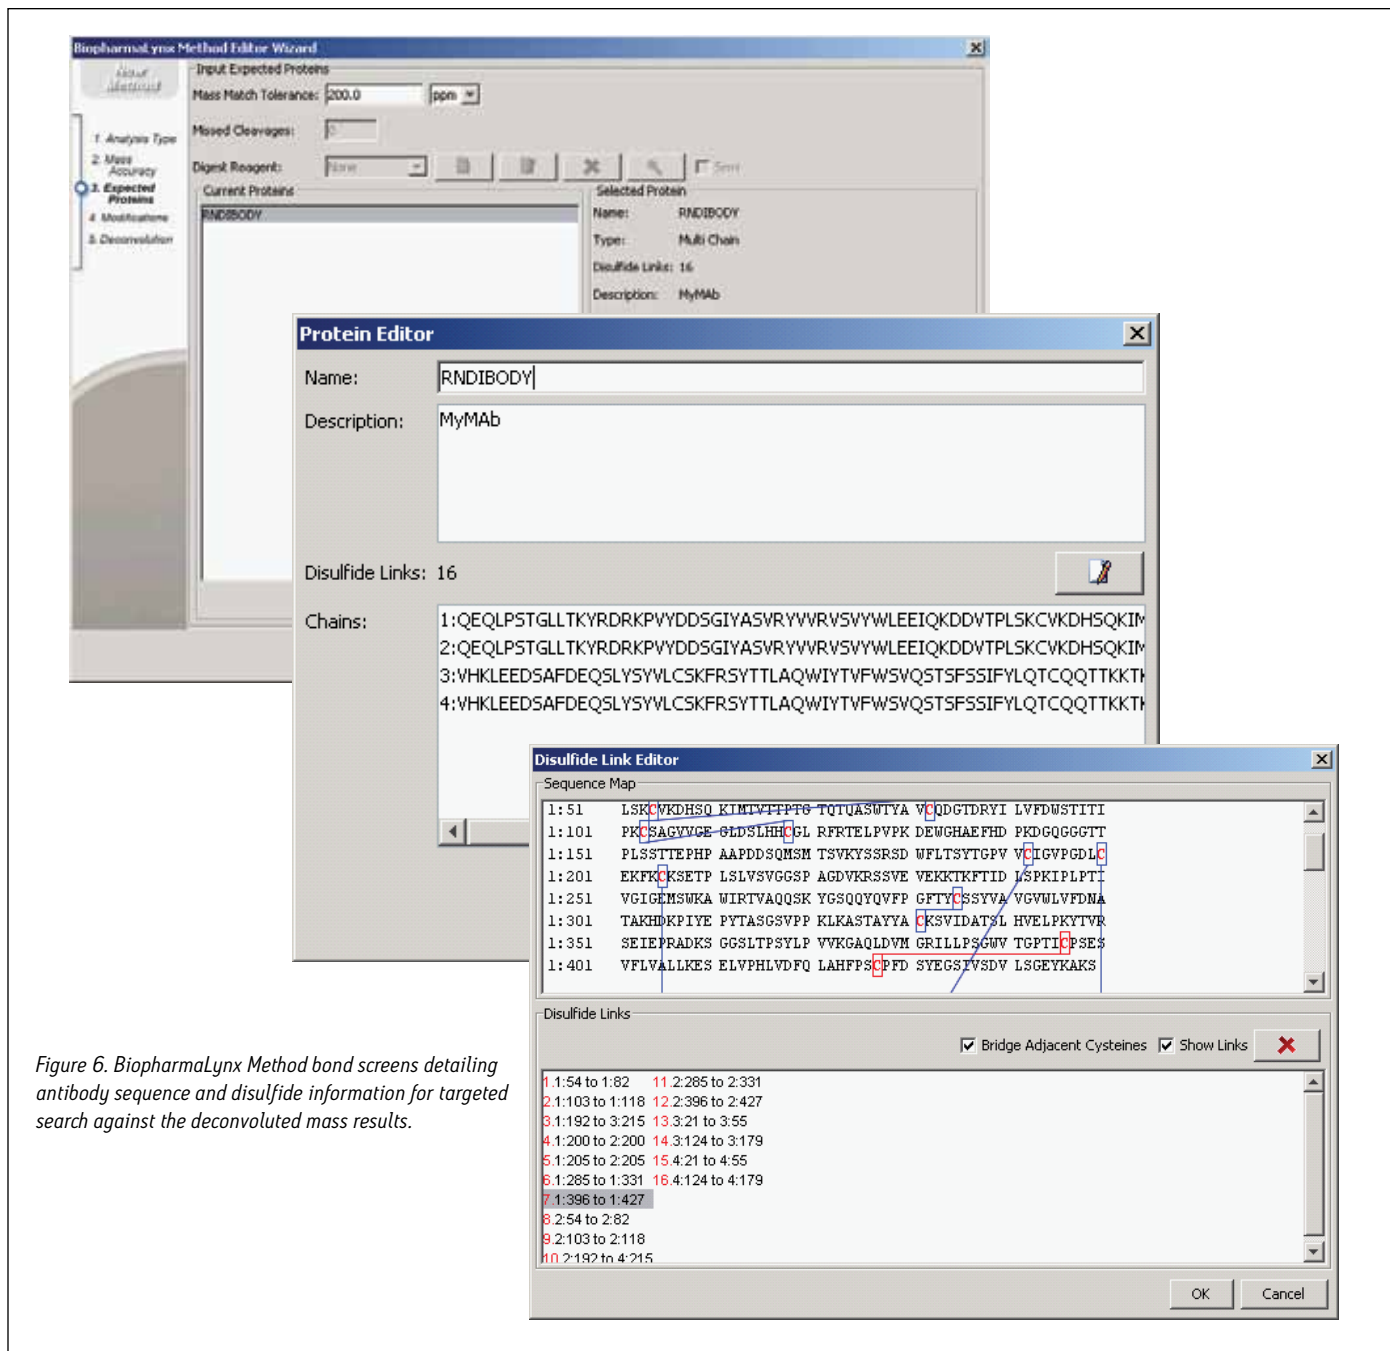 BiopharmaLynx Method Editor Wizard
Input Expected Proteins
Mass Match Tolerance: 200.0 ppm
Missed Cleavages: 0
Digest Reagent: None
1. Analysis Type
2. Mass Accuracy
3. Expected Proteins
4. Modifications
5. Deconvolution
Current Proteins
RNDIBODY
Selected Protein
Name: RNDIBODY
Type: Multi Chain
Disulfide Links: 16
Description: MyMAb
Protein Editor
Name: RNDIBODY
Description: MyMAb
Disulfide Links: 16
Chains:
1:QEQLPSTGLLTKYRDRKPVYDDSGIYASVRYVVRVSVYWLEEIQKDDVTPLSKCVKDHSQKIM
2:QEQLPSTGLLTKYRDRKPVYDDSGIYASVRYVVRVSVYWLEEIQKDDVTPLSKCVKDHSQKIM
3:VHKLEEDSAFDEQSLYSYVLCSKFRSYTTLAQWIYTVFWSVQSTSFSSIFYLQTCQQTTKKT
4:VHKLEEDSAFDEQSLYSYVLCSKFRSYTTLAQWIYTVFWSVQSTSFSSIFYLQTCQQTTKKT
Disulfide Link Editor
Sequence Map
1:51 LSKCVKDHSQ KIMTVTTPTG TQTQASWTYA VCQDGTDRYI LVFDWSTITI
1:101 PKCSAGVVGE GLDSLHHCGL RFRTELPVPK DEWGHAEFHD PKDGQGGGTT
1:151 PLSSTTEPHP AAPDDSQMSM TSVKYSSRSD WFLTSYTGPV VCIGVPGDLC
1:201 EKFKCKSETP LSLVSVGGSP AGDVKRSSVE VEKKTKFTID LSPKIPLPTI
1:251 VGIGEMSWKA WIRTVAQQSK YGSQQYQVFP GFTYCSSYVA VGVWLVFDNA
1:301 TAKHDKPIYE PYTASGSVPP KLKASTAYYA CKSVIDATSL HVELPKYTVR
1:351 SEIEPRADKS GGSLTPSYLP VVKGAQLDVM GRILLPSGWV TGPTICPSES
1:401 VFLVALLKES ELVPHLVDFQ LAHFPSCPFD SYEGSTVSDV LSGEYKAKS
Disulfide Links
Bridge Adjacent Cysteines Show Links
1.1:54 to 1:82 11.2:285 to 2:331
2.1:103 to 1:118 12.2:396 to 2:427
3.1:192 to 3:215 13.3:21 to 3:55
4.1:200 to 2:200 14.3:124 to 3:179
5.1:205 to 2:205 15.4:21 to 4:55
6.1:285 to 1:331 16.4:124 to 4:179
7.1:396 to 1:427
8.2:54 to 2:82
9.2:103 to 2:118
10.2:192 to 4:215
OK Cancel
Figure 6. BiopharmaLynx Method bond screens detailing
antibody sequence and disulfide information for targeted
search against the deconvoluted mass results.